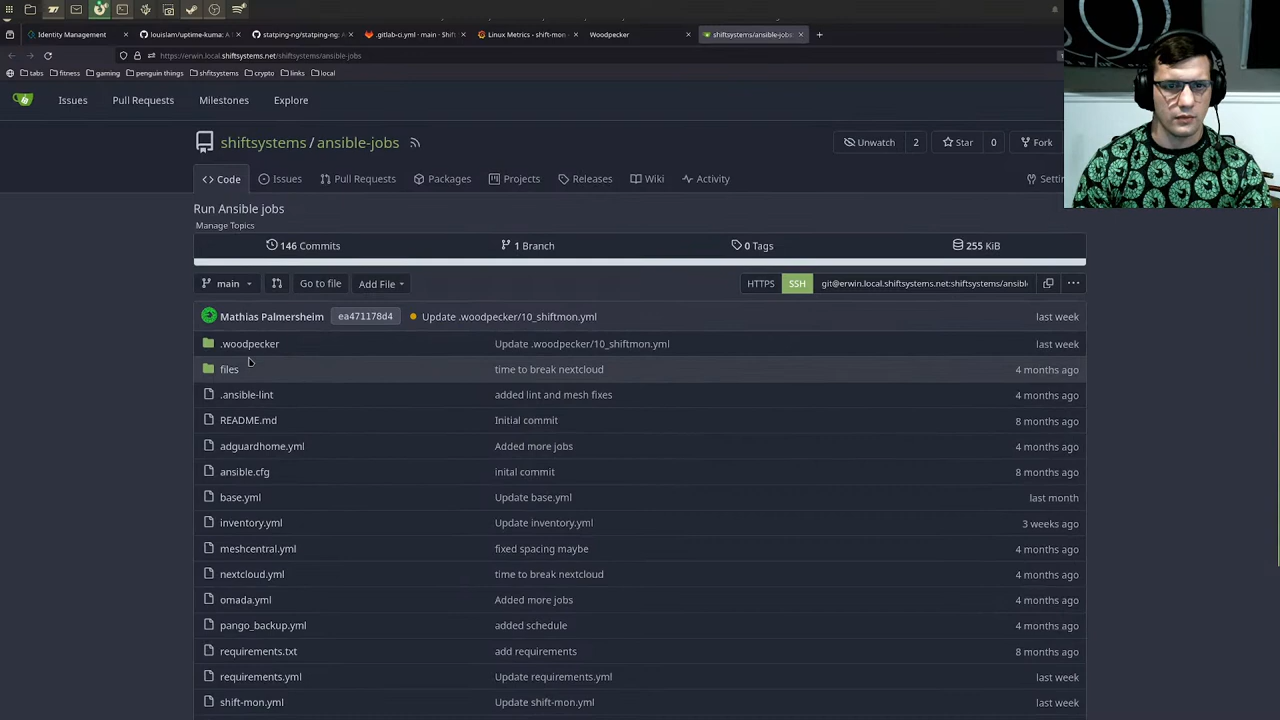 Identity Management
louislam/uptime-kuma: A
statping-ng/statping-ng: A
.gitlab-ci.yml · main · Shift
Linux Metrics - shift-mon
Woodpecker
shiftsystems/ansible-jobs:
https://erwin.local.shiftsystems.net/shiftsystems/ansible-jobs
tabs
fitness
gaming
penguin things
shfitsystems
crypto
links
local
Issues
Pull Requests
Milestones
Explore
shiftsystems / ansible-jobs
Unwatch 2
Star 0
Fork
<> Code
Issues
Pull Requests
Packages
Projects
Releases
Wiki
Activity
Settin
Run Ansible jobs
Manage Topics
146 Commits
1 Branch
0 Tags
255 KiB
main
Go to file
Add File
HTTPS
SSH
git@erwin.local.shiftsystems.net:shiftsystems/ansibl
Mathias Palmersheim ea471178d4 Update .woodpecker/10_shiftmon.yml last week
.woodpecker Update .woodpecker/10_shiftmon.yml last week
files time to break nextcloud 4 months ago
.ansible-lint added lint and mesh fixes 4 months ago
README.md Initial commit 8 months ago
adguardhome.yml Added more jobs 4 months ago
ansible.cfg inital commit 8 months ago
base.yml Update base.yml last month
inventory.yml Update inventory.yml 3 weeks ago
meshcentral.yml fixed spacing maybe 4 months ago
nextcloud.yml time to break nextcloud 4 months ago
omada.yml Added more jobs 4 months ago
pango_backup.yml added schedule 4 months ago
requirements.txt add requirements 8 months ago
requirements.yml Update requirements.yml last week
shift-mon.yml Update shift-mon.yml last week